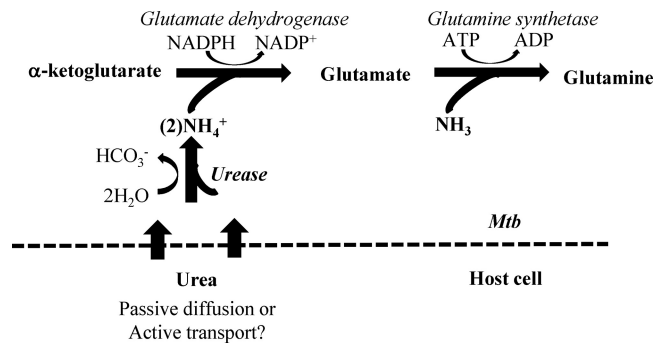 Glutamate dehydrogenase
Glutamine synthetase
NADPH
NADP⁺
ATP
ADP
α-ketoglutarate
Glutamate
Glutamine
(2)NH₄⁺
NH₃
HCO₃⁻
Urease
2H₂O
Mtb
Urea
Host cell
Passive diffusion or
Active transport?